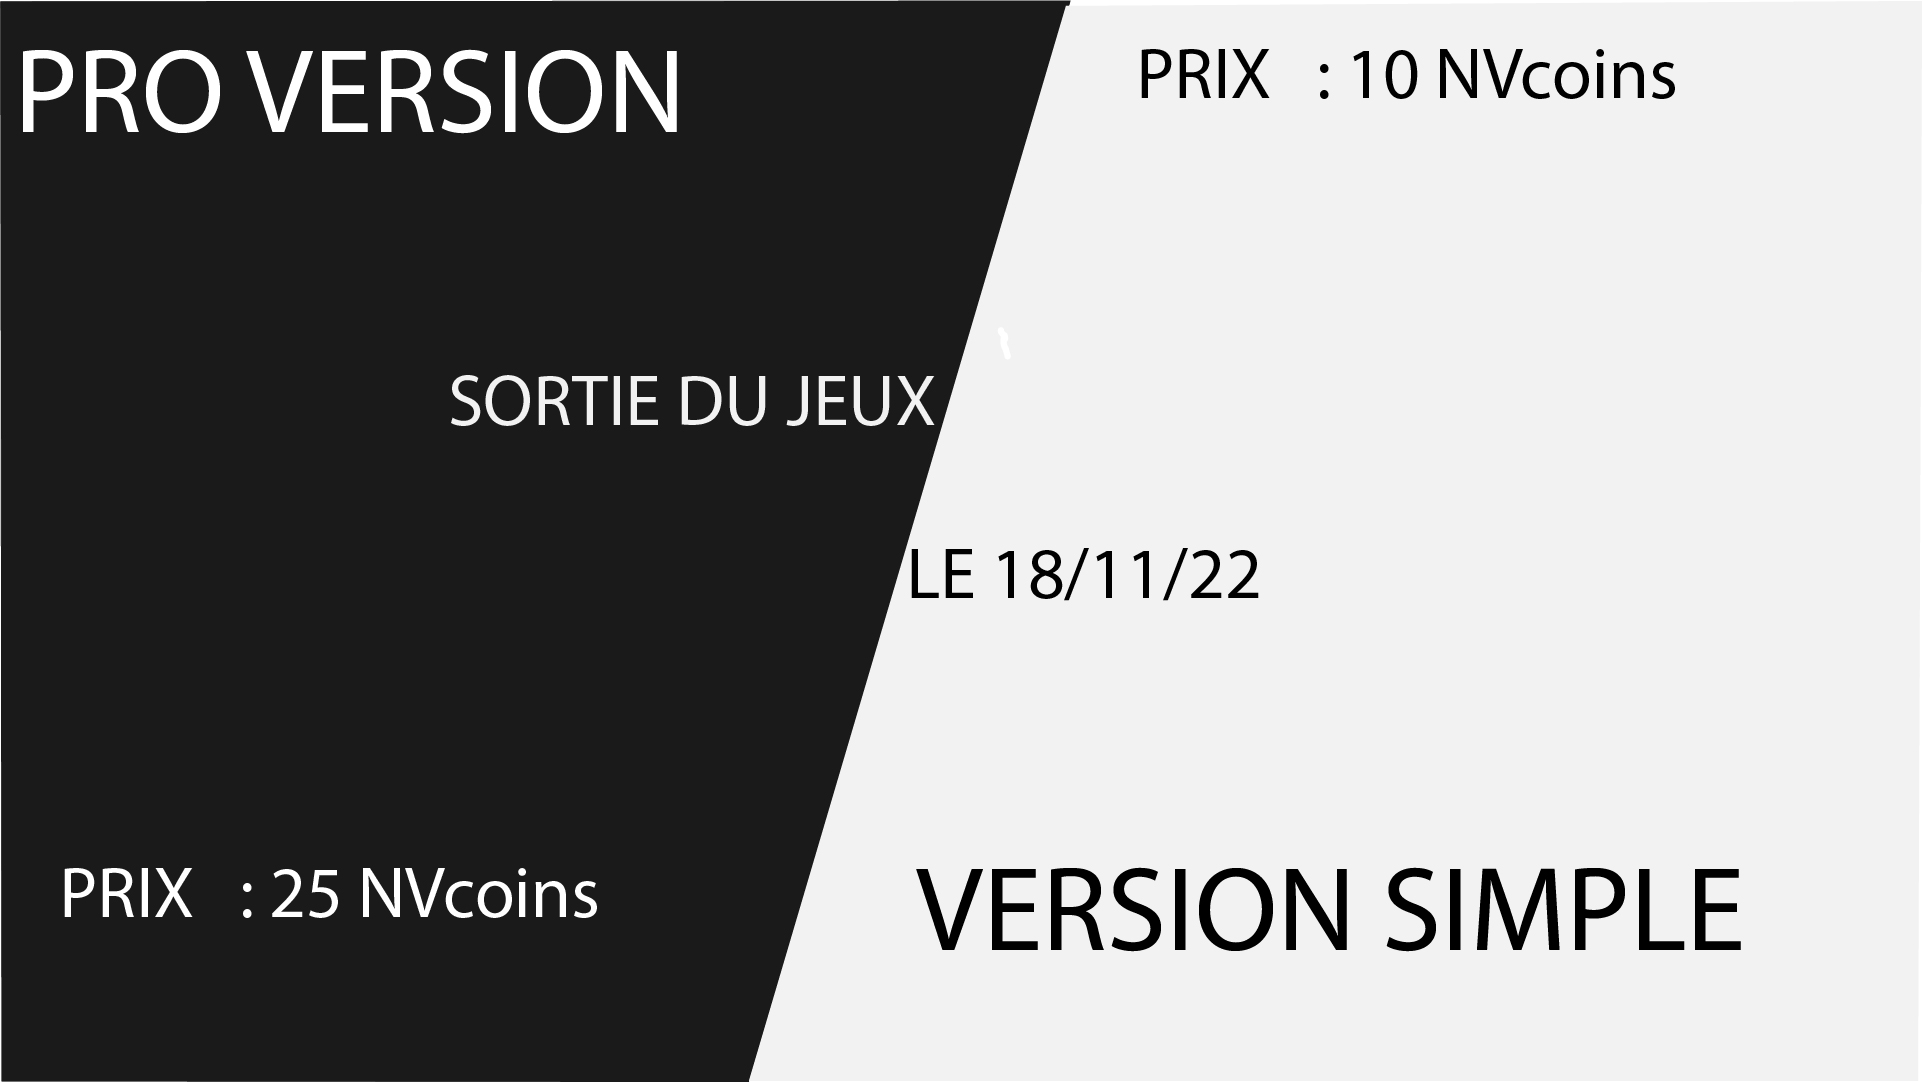 PRO VERSION
PRIX : 10 NVcoins
SORTIE DU JEUX
LE 18/11/22
PRIX : 25 NVcoins
VERSION SIMPLE